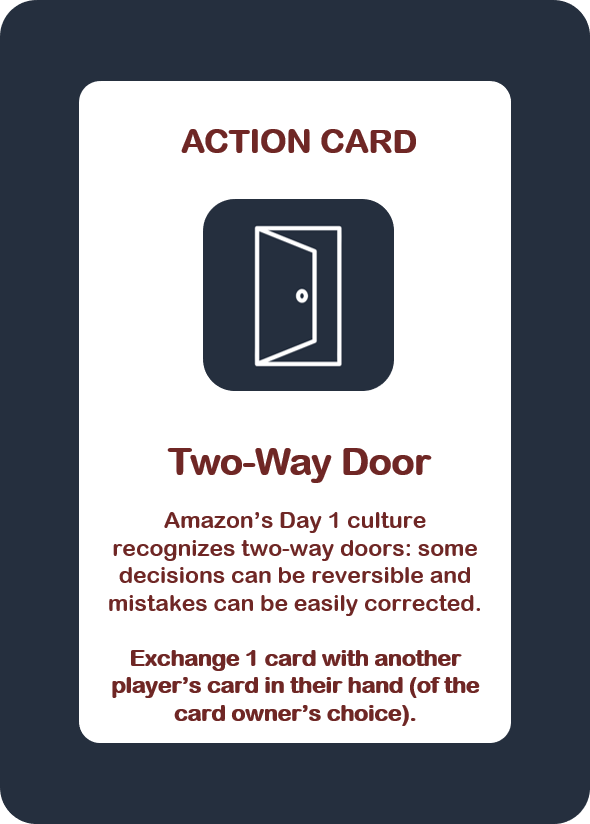 ACTION CARD
Two-Way Door
Amazon’s Day 1 culture
recognizes two-way doors: some
decisions can be reversible and
mistakes can be easily corrected.
Exchange 1 card with another
player’s card in their hand (of the
card owner’s choice).